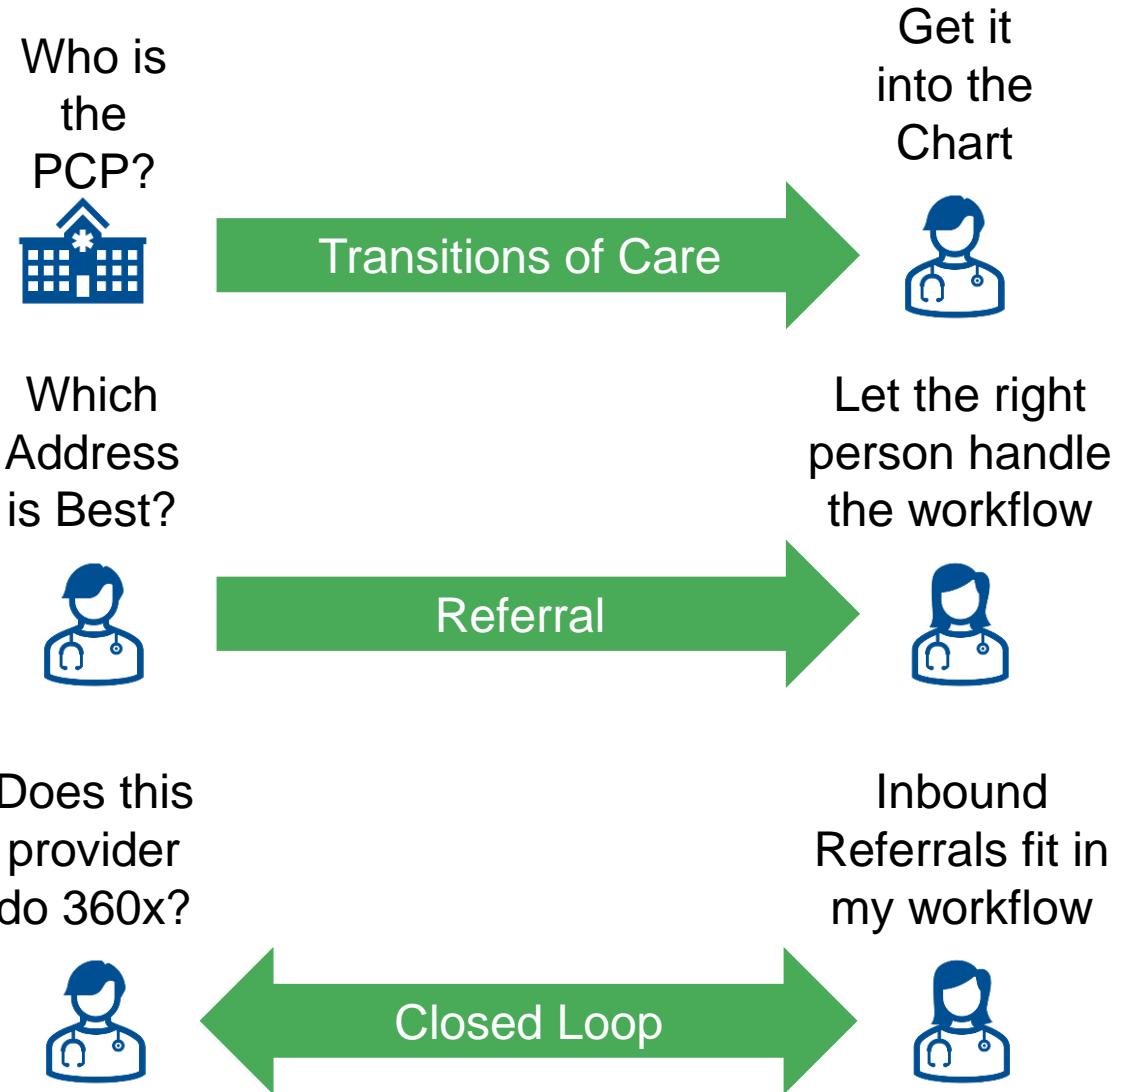 Who is
the
PCP?
Get it
into the
Chart
Transitions of Care
Which
Address
is Best?
Let the right
person handle
the workflow
Referral
Does this
provider
do 360x?
Inbound
Referrals fit in
my workflow
Closed Loop